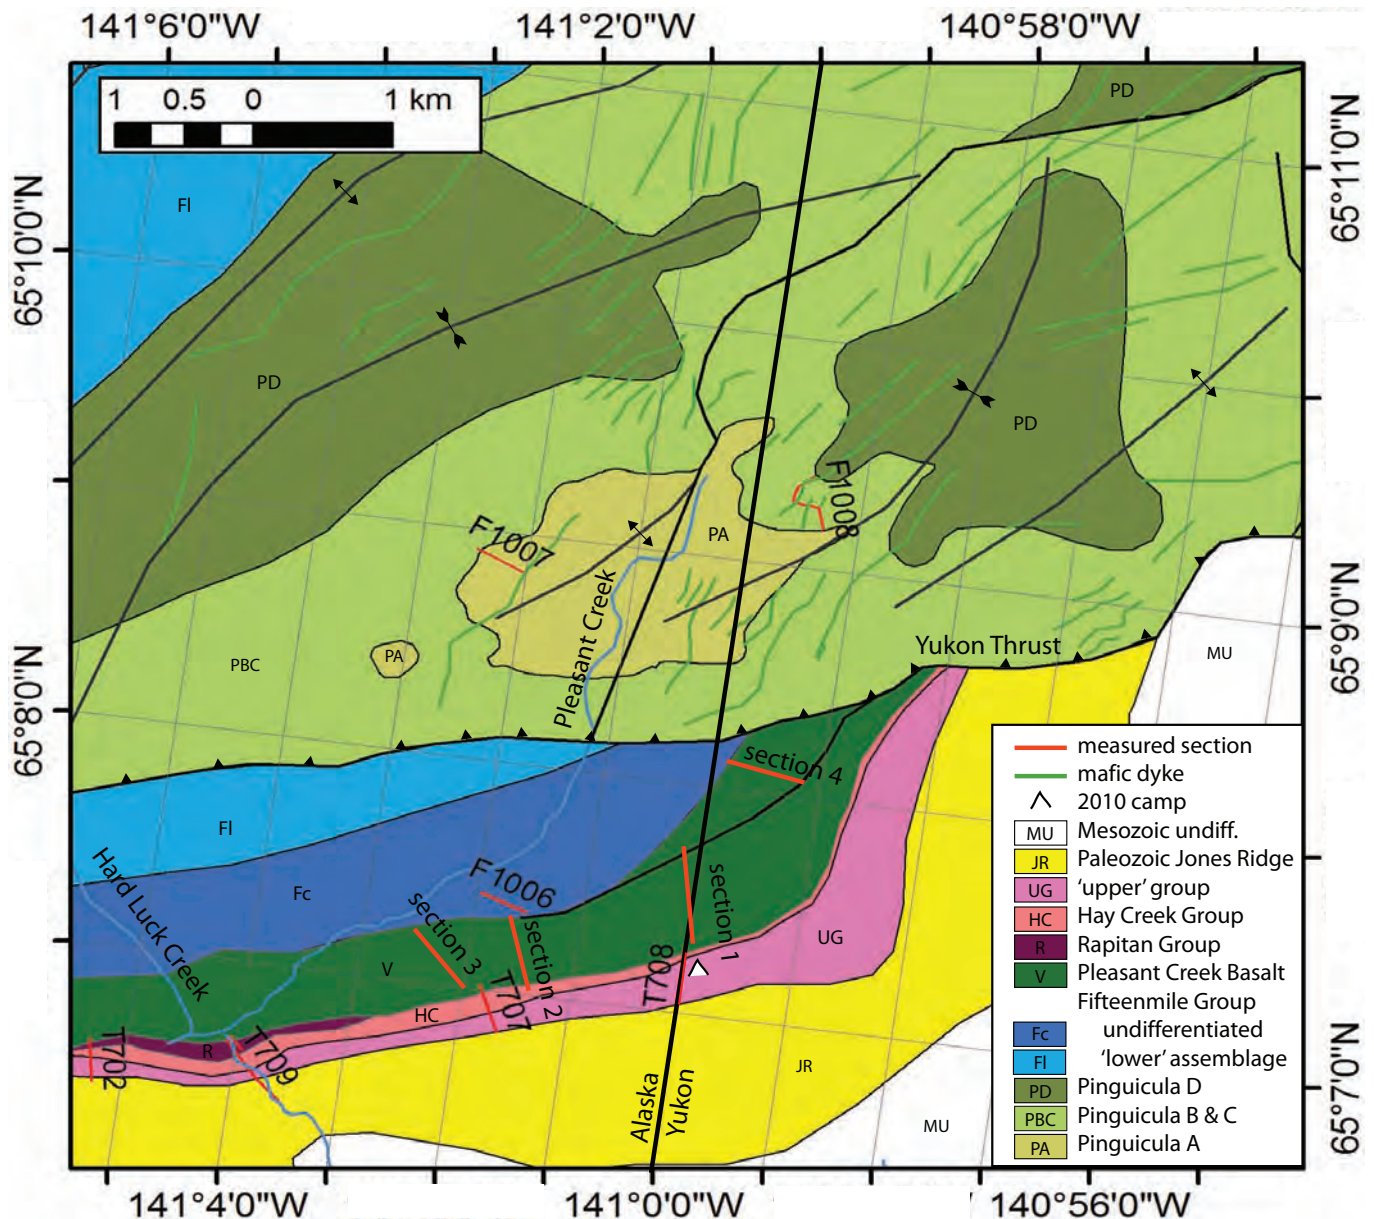 141°6'0"W
141°2'0"W
140°58'0"W
1 0.5 0 1 km
PD
65°11'0"N
Fl
65°10'0"N
PD
PD
F1008
F1007
PA
Pleasant Creek
65°9'0"N
PA
PBC
Yukon Thrust
MU
65°8'0"N
section 4
Fl
Hard Luck Creek
Fc
F1006
section 3
section 2
section 1
UG
V
T708
T707
HC
R
T702
T709
JR
Alaska
Yukon
MU
measured section
mafic dyke
2010 camp
MU Mesozoic undiff.
JR Paleozoic Jones Ridge
UG 'upper' group
HC Hay Creek Group
R Rapitan Group
V Pleasant Creek Basalt
Fifteenmile Group
Fc undifferentiated
Fl 'lower' assemblage
PD Pinguicula D
PBC Pinguicula B & C
PA Pinguicula A
65°7'0"N
141°4'0"W
141°0'0"W
140°56'0"W